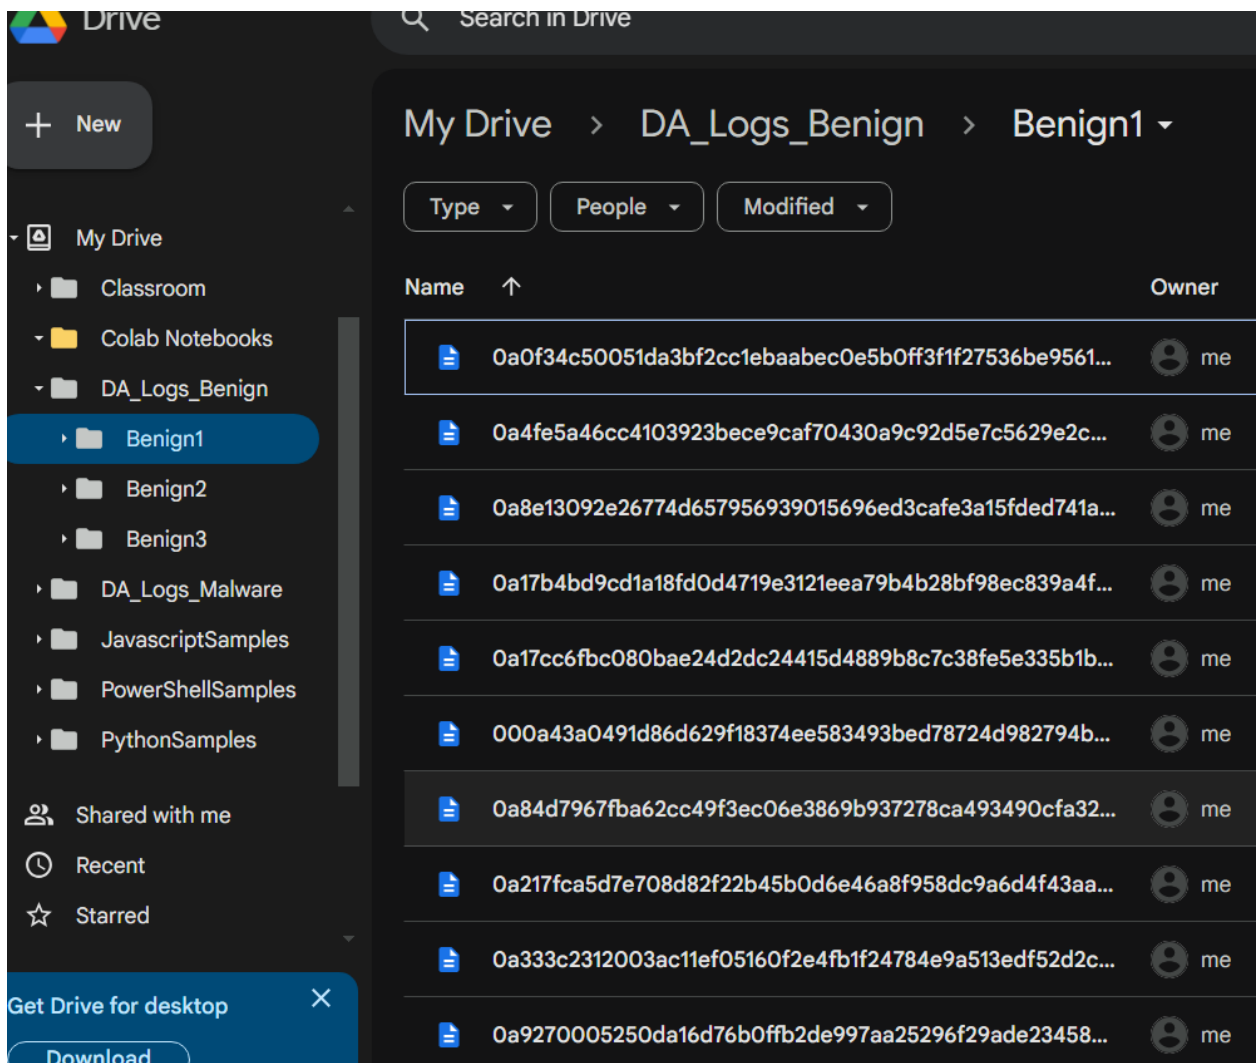 Drive
Search in Drive
New
My Drive
Classroom
Colab Notebooks
DA_Logs_Benign
Benign1
Benign2
Benign3
DA_Logs_Malware
JavascriptSamples
PowerShellSamples
PythonSamples
Shared with me
Recent
Starred
Get Drive for desktop
Download
My Drive > DA_Logs_Benign > Benign1
Type People Modified
Name Owner
0a0f34c50051da3bf2cc1ebaabec0e5b0ff3f1f27536be9561... me
0a4fe5a46cc4103923bece9caf70430a9c92d5e7c5629e2c... me
0a8e13092e26774d657956939015696ed3cafe3a15fded741a... me
0a17b4bd9cd1a18fd0d4719e3121eea79b4b28bf98ec839a4f... me
0a17cc6fbc080bae24d2dc24415d4889b8c7c38fe5e335b1b... me
000a43a0491d86d629f18374ee583493bed78724d982794b... me
0a84d7967fba62cc49f3ec06e3869b937278ca493490cfa32... me
0a217fca5d7e708d82f22b45b0d6e46a8f958dc9a6d4f43aa... me
0a333c2312003ac11ef05160f2e4fb1f24784e9a513edf52d2c... me
0a9270005250da16d76b0ffb2de997aa25296f29ade23458... me